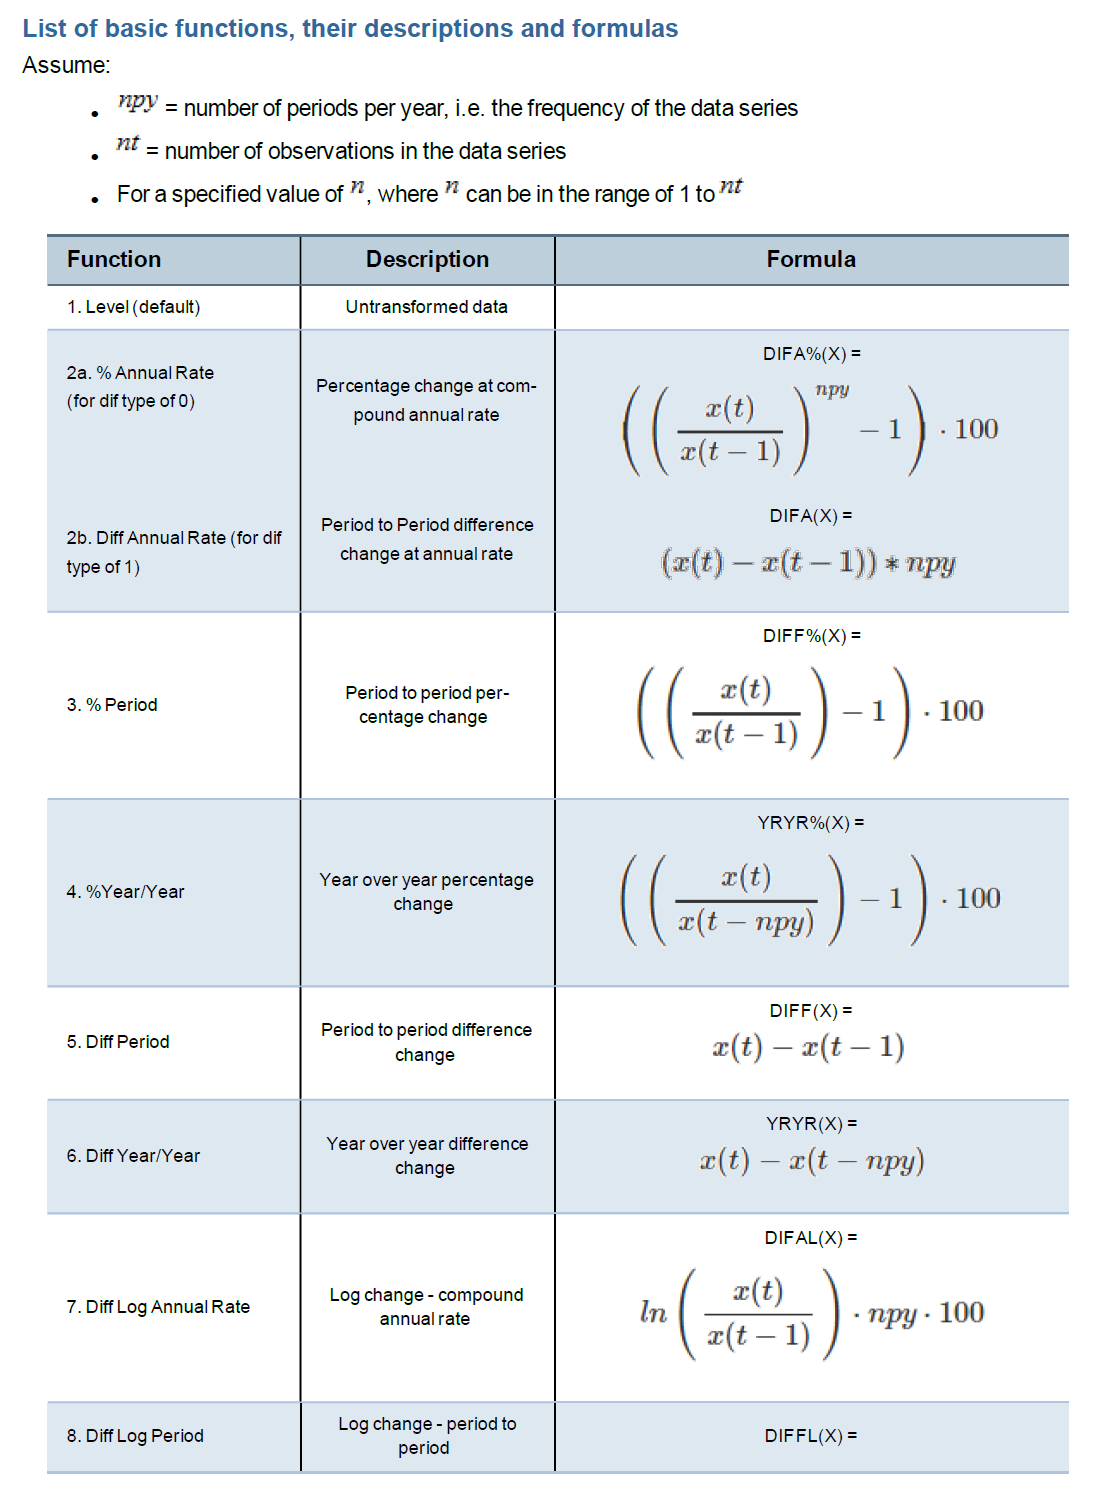 List of basic functions, their descriptions and formulas
Assume:
• npy = number of periods per year, i.e. the frequency of the data series
• nt = number of observations in the data series
• For a specified value of n, where n can be in the range of 1 to nt
Function Description Formula
1. Level (default) Untransformed data
2a. % Annual Rate
(for dif type of 0)
Percentage change at com-
pound annual rate
DIFA%(X) =
((x(t)/x(t − 1))^npy − 1) · 100
2b. Diff Annual Rate (for dif
type of 1)
Period to Period difference
change at annual rate
DIFA(X) =
(x(t) − x(t − 1)) * npy
3. % Period
Period to period per-
centage change
DIFF%(X) =
((x(t)/x(t − 1)) − 1) · 100
4. %Year/Year
Year over year percentage
change
YRYR%(X) =
((x(t)/x(t − npy)) − 1) · 100
5. Diff Period
Period to period difference
change
DIFF(X) =
x(t) − x(t − 1)
6. Diff Year/Year
Year over year difference
change
YRYR(X) =
x(t) − x(t − npy)
7. Diff Log Annual Rate
Log change - compound
annual rate
DIFAL(X) =
ln(x(t)/x(t − 1)) · npy · 100
8. Diff Log Period
Log change - period to
period
DIFFL(X) =